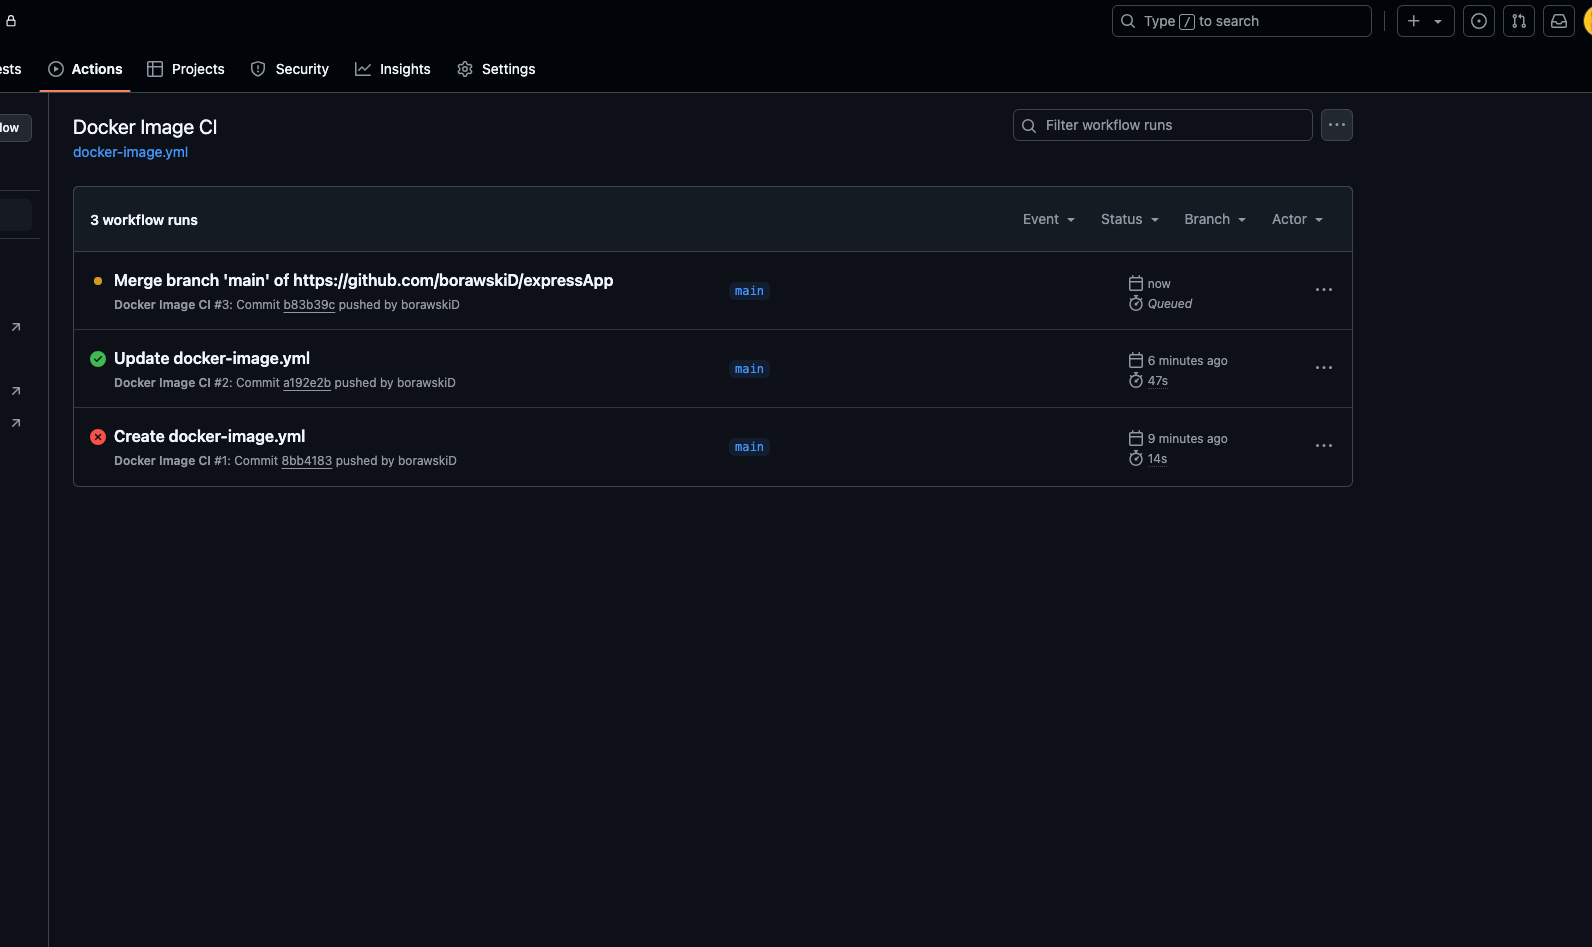 Type / to search
ests Actions Projects Security Insights Settings
low
Docker Image CI
docker-image.yml
Filter workflow runs
3 workflow runs
Event Status Branch Actor
Merge branch 'main' of https://github.com/borawskiD/expressApp
Docker Image CI #3: Commit b83b39c pushed by borawskiD
main
now
Queued
Update docker-image.yml
Docker Image CI #2: Commit a192e2b pushed by borawskiD
main
6 minutes ago
47s
Create docker-image.yml
Docker Image CI #1: Commit 8bb4183 pushed by borawskiD
main
9 minutes ago
14s